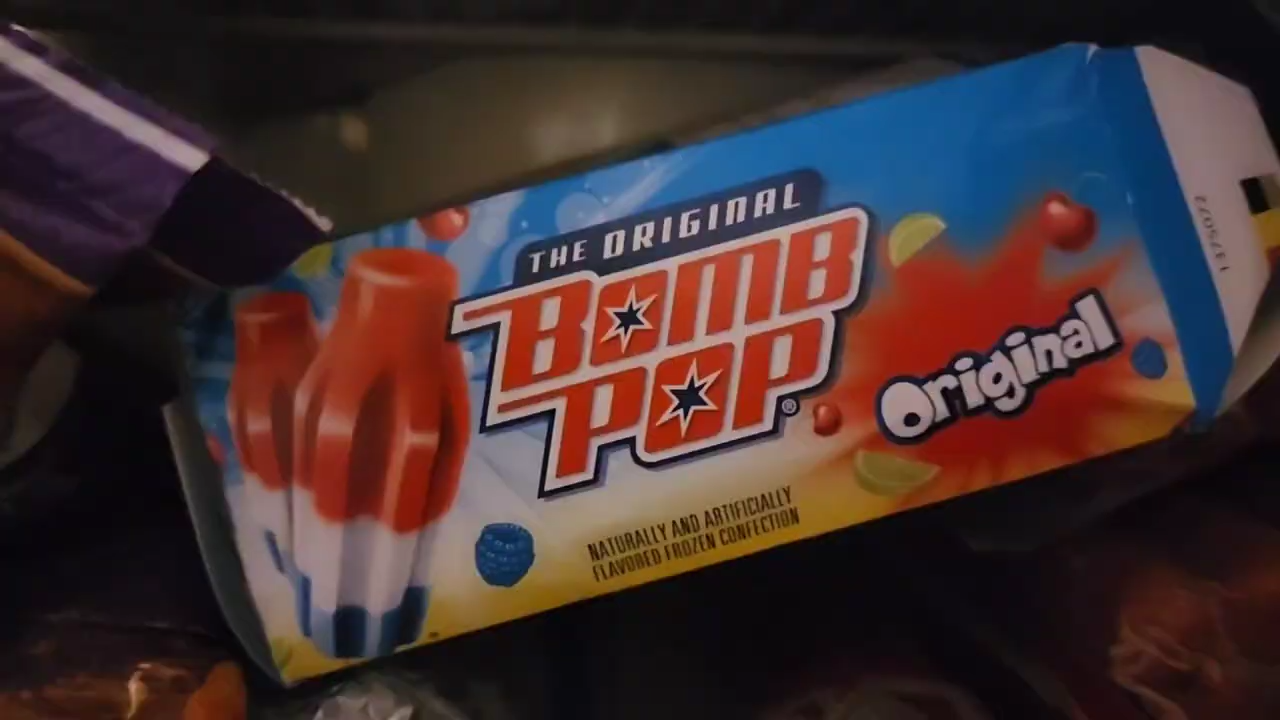 THE ORIGINAL
BOMB
POP®
Original
NATURALLY AND ARTIFICIALLY
FLAVORED FROZEN CONFECTION